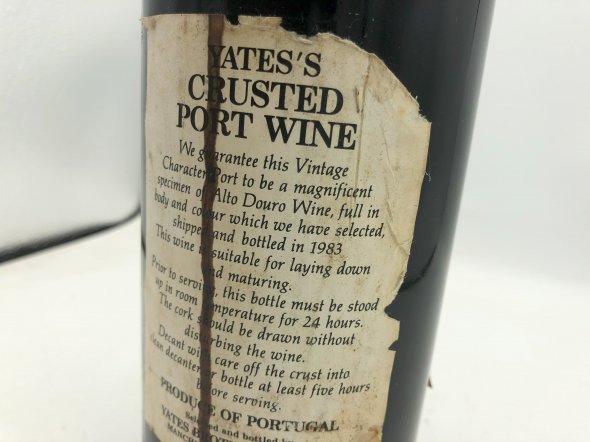 YATES'S
CRUSTED
PORT WINE
We guarantee this Vintage
Character Port to be a magnificent
specimen of Alto Douro Wine, full in
body and colour which we have selected,
shipped and bottled in 1983
This wine is suitable for laying down
and maturing.
Prior to serving, this bottle must be stood
up in room temperature for 24 hours.
The cork should be drawn without
disturbing the wine.
Decant with care off the crust into
clean decanter or bottle at least five hours
before serving.
PRODUCE OF PORTUGAL
Selected and bottled by
YATES BROT
MANCH